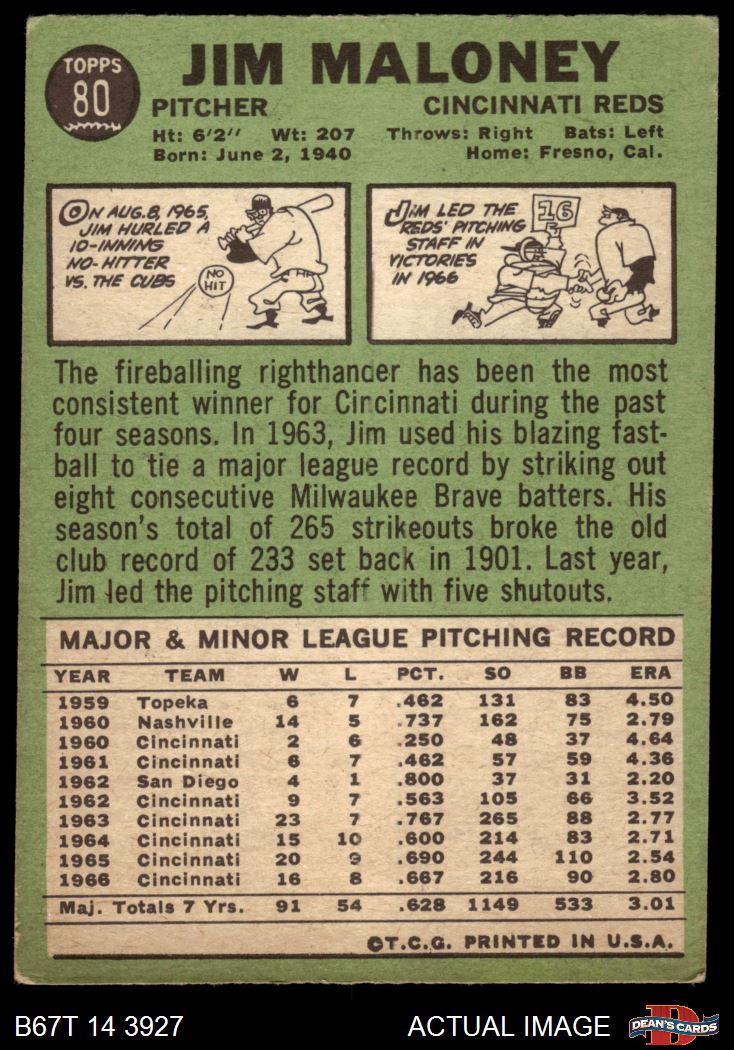 TOPPS
80
JIM MALONEY
PITCHER CINCINNATI REDS
Ht: 6'2" Wt: 207 Throws: Right Bats: Left
Born: June 2, 1940 Home: Fresno, Cal.
ON AUG. 8, 1965,
JIM HURLED A
10-INNING
NO-HITTER
VS. THE CUBS
NO
HIT
JIM LED THE
REDS' PITCHING
STAFF IN
VICTORIES
IN 1966
16
The fireballing righthander has been the most
consistent winner for Cincinnati during the past
four seasons. In 1963, Jim used his blazing fast-
ball to tie a major league record by striking out
eight consecutive Milwaukee Brave batters. His
season's total of 265 strikeouts broke the old
club record of 233 set back in 1901. Last year,
Jim led the pitching staff with five shutouts.
MAJOR & MINOR LEAGUE PITCHING RECORD
YEAR TEAM W L PCT. SO BB ERA
1959 Topeka 6 7 .462 131 83 4.50
1960 Nashville 14 5 .737 162 75 2.79
1960 Cincinnati 2 6 .250 48 37 4.64
1961 Cincinnati 6 7 .462 57 59 4.36
1962 San Diego 4 1 .800 37 31 2.20
1962 Cincinnati 9 7 .563 105 66 3.52
1963 Cincinnati 23 7 .767 265 88 2.77
1964 Cincinnati 15 10 .600 214 83 2.71
1965 Cincinnati 20 9 .690 244 110 2.54
1966 Cincinnati 16 8 .667 216 90 2.80
Maj. Totals 7 Yrs. 91 54 .628 1149 533 3.01
©T.C.G. PRINTED IN U.S.A.
B67T 14 3927 ACTUAL IMAGE
D
DEAN'S CARDS